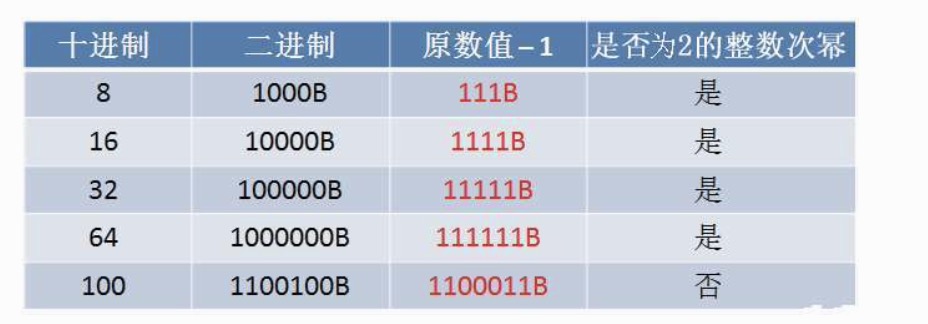 十进制 二进制 原数值-1 是否为2的整数次幂
8 1000B 111B 是
16 10000B 1111B 是
32 100000B 11111B 是
64 1000000B 111111B 是
100 1100100B 1100011B 否